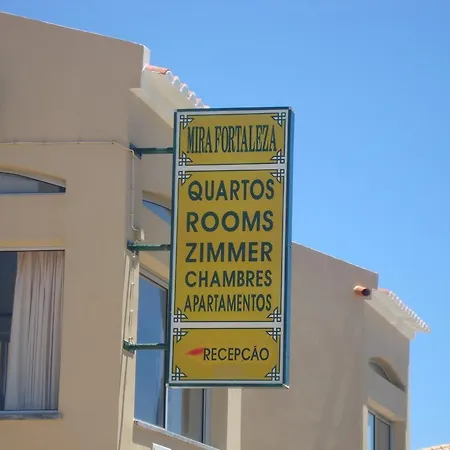 MIRA FORTALEZA
QUARTOS
ROOMS
ZIMMER
CHAMBRES
APARTAMENTOS
RECEPCÃO